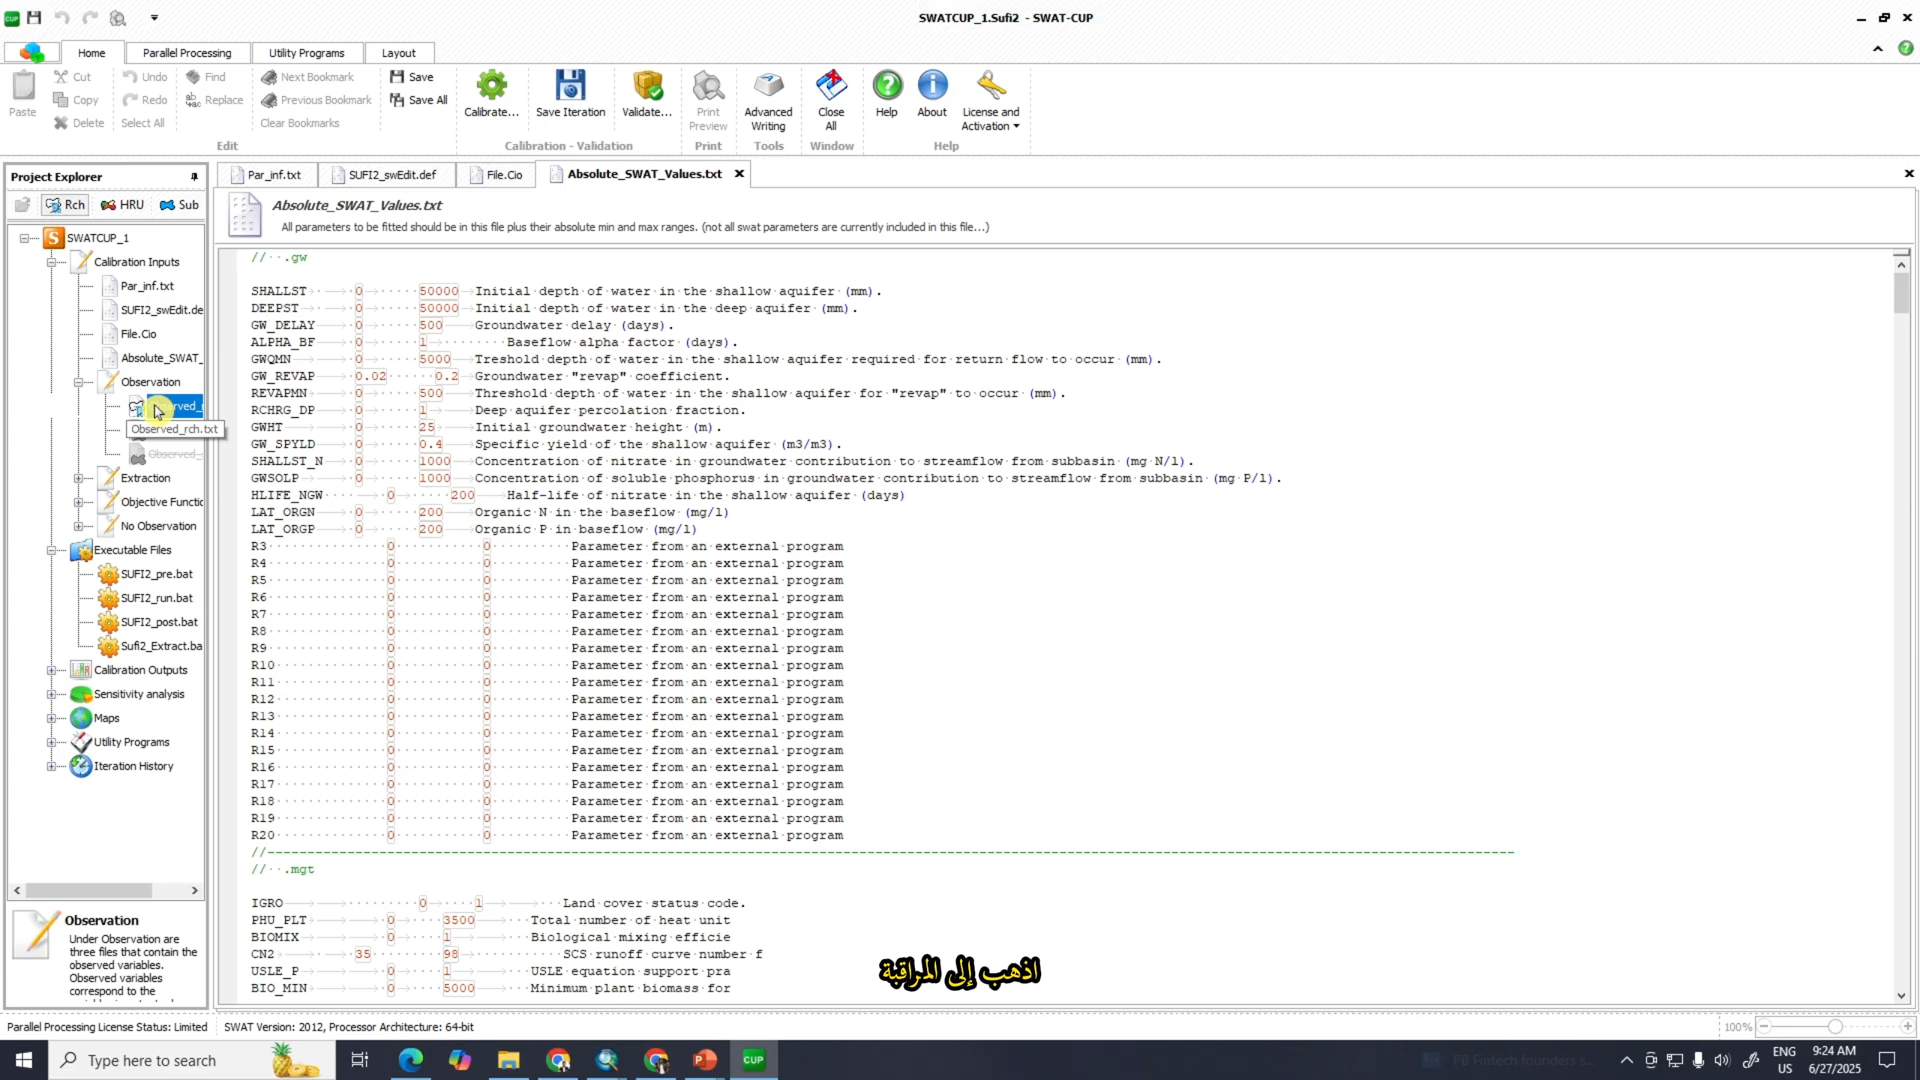 SWATCUP_1.Sufi2 - SWAT-CUP
Home
Parallel Processing
Utility Programs
Layout
Paste
Cut
Copy
Delete
Undo
Redo
Select All
Find
Replace
Next Bookmark
Previous Bookmark
Clear Bookmarks
Save
Save All
Edit
Calibrate...
Save Iteration
Validate...
Calibration - Validation
Print Preview
Print
Advanced Writing
Tools
Close All
Window
Help
About
License and Activation
Help
Project Explorer
Rch
HRU
Sub
SWATCUP_1
Calibration Inputs
Par_inf.txt
SUFI2_swEdit.de
File.Cio
Absolute_SWAT_
Observation
Observed_rch.txt
Observed_
Extraction
Objective Functio
No Observation
Executable Files
SUFI2_pre.bat
SUFI2_run.bat
SUFI2_post.bat
Sufi2_Extract.ba
Calibration Outputs
Sensitivity analysis
Maps
Utility Programs
Iteration History
Observation
Under Observation are
three files that contain the
observed variables.
Observed variables
correspond to the
Par_inf.txt
SUFI2_swEdit.def
File.Cio
Absolute_SWAT_Values.txt
Absolute_SWAT_Values.txt
All parameters to be fitted should be in this file plus their absolute min and max ranges. (not all swat parameters are currently included in this file...)
// .gw
SHALLST 0 50000 Initial depth of water in the shallow aquifer (mm).
DEEPST 0 50000 Initial depth of water in the deep aquifer (mm).
GW_DELAY 0 500 Groundwater delay (days).
ALPHA_BF 0 1 Baseflow alpha factor (days).
GWQMN 0 5000 Treshold depth of water in the shallow aquifer required for return flow to occur (mm).
GW_REVAP 0.02 0.2 Groundwater "revap" coefficient.
REVAPMN 0 500 Threshold depth of water in the shallow aquifer for "revap" to occur (mm).
RCHRG_DP 0 1 Deep aquifer percolation fraction.
GWHT 0 25 Initial groundwater height (m).
GW_SPYLD 0 0.4 Specific yield of the shallow aquifer (m3/m3).
SHALLST_N 0 1000 Concentration of nitrate in groundwater contribution to streamflow from subbasin (mg N/l).
GWSOLP 0 1000 Concentration of soluble phosphorus in groundwater contribution to streamflow from subbasin (mg P/l).
HLIFE_NGW 0 200 Half-life of nitrate in the shallow aquifer (days)
LAT_ORGN 0 200 Organic N in the baseflow (mg/l)
LAT_ORGP 0 200 Organic P in baseflow (mg/l)
R3 0 0 Parameter from an external program
R4 0 0 Parameter from an external program
R5 0 0 Parameter from an external program
R6 0 0 Parameter from an external program
R7 0 0 Parameter from an external program
R8 0 0 Parameter from an external program
R9 0 0 Parameter from an external program
R10 0 0 Parameter from an external program
R11 0 0 Parameter from an external program
R12 0 0 Parameter from an external program
R13 0 0 Parameter from an external program
R14 0 0 Parameter from an external program
R15 0 0 Parameter from an external program
R16 0 0 Parameter from an external program
R17 0 0 Parameter from an external program
R18 0 0 Parameter from an external program
R19 0 0 Parameter from an external program
R20 0 0 Parameter from an external program
// .mgt
IGRO 0 1 Land cover status code.
PHU_PLT 0 3500 Total number of heat unit
BIOMIX 0 1 Biological mixing efficie
CN2 35 98 SCS runoff curve number f
USLE_P 0 1 USLE equation support pra
BIO_MIN 0 5000 Minimum plant biomass for
اذهب إلى المراقبة
Parallel Processing License Status: Limited
SWAT Version: 2012, Processor Architecture: 64-bit
100%
Type here to search
PB Fintech founders s...
ENG
US
9:24 AM
6/27/2025